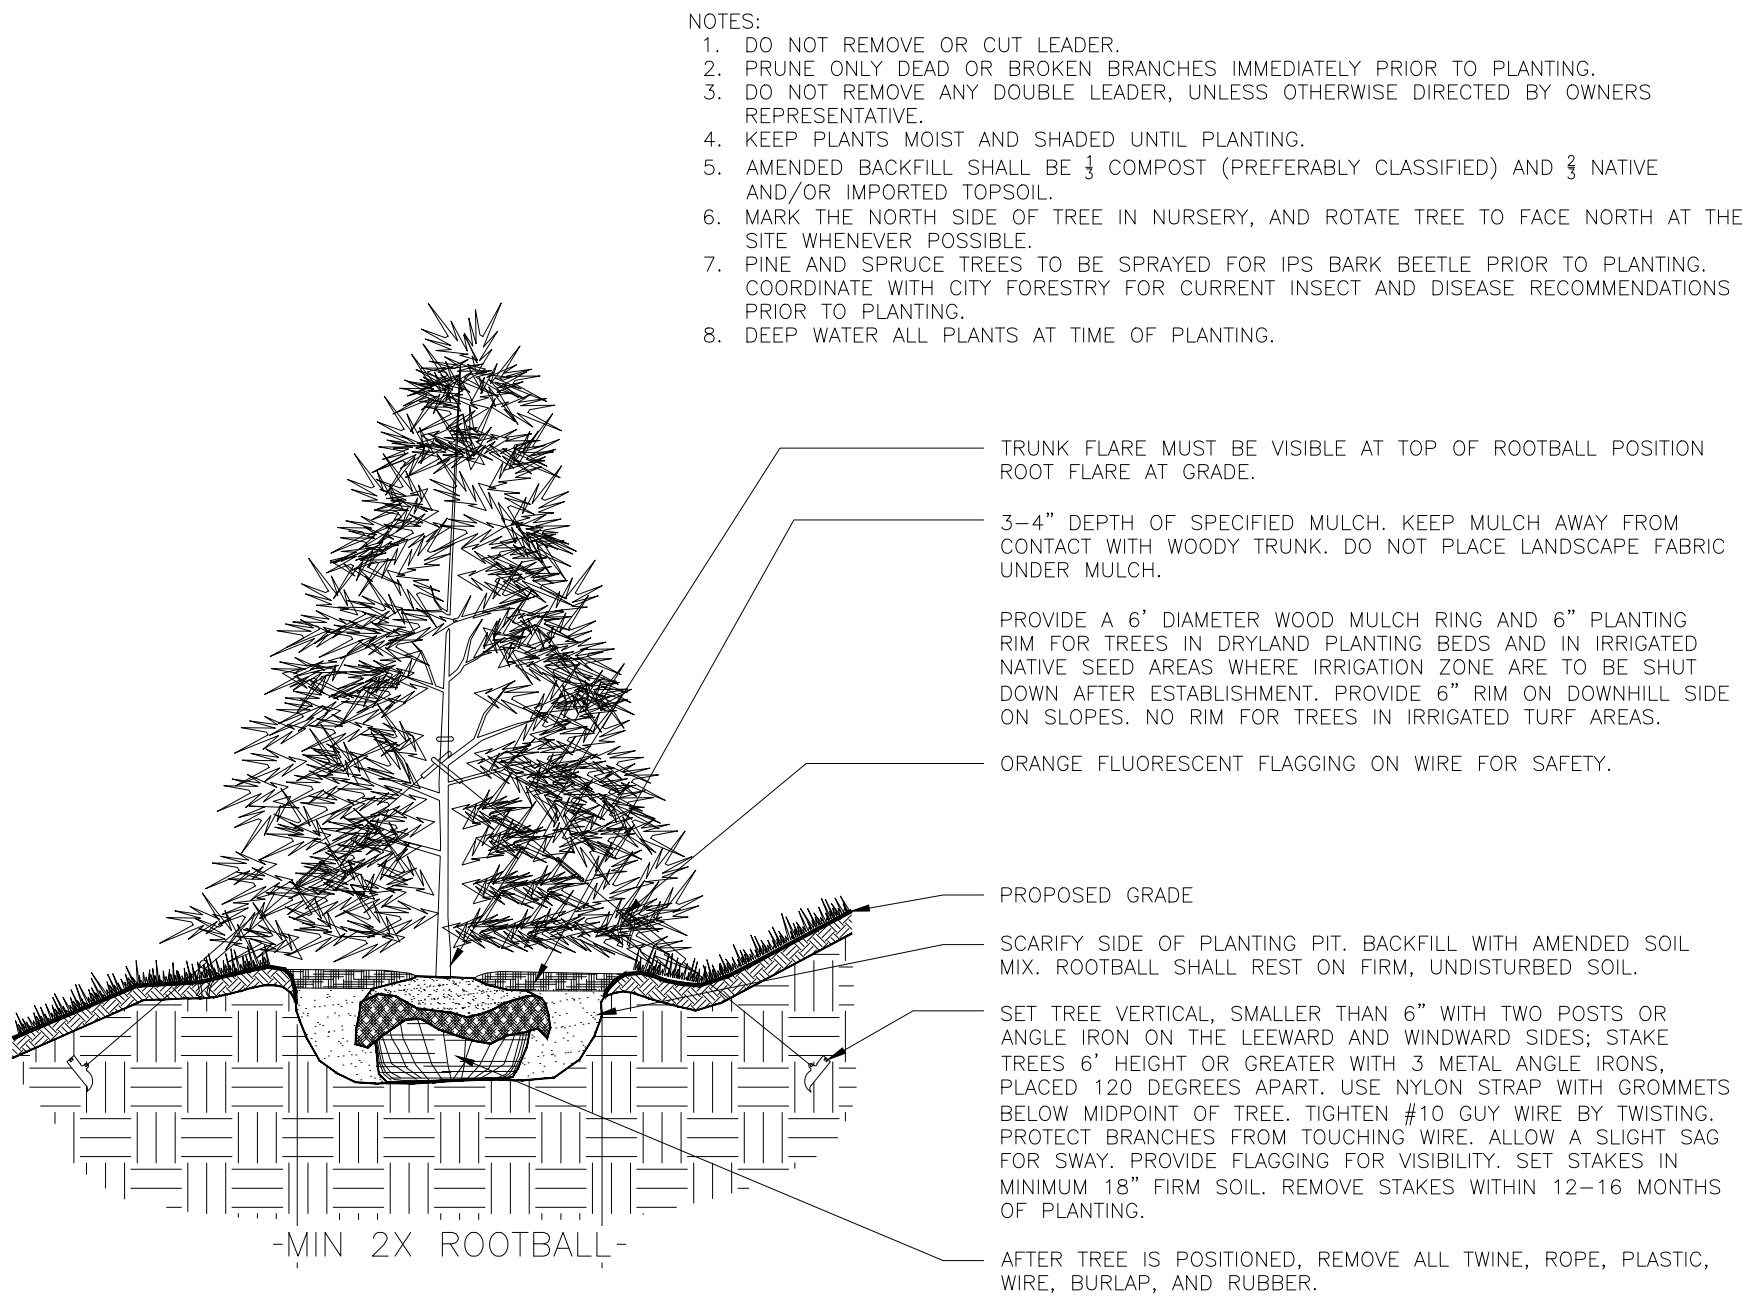 NOTES:
1. DO NOT REMOVE OR CUT LEADER.
2. PRUNE ONLY DEAD OR BROKEN BRANCHES IMMEDIATELY PRIOR TO PLANTING.
3. DO NOT REMOVE ANY DOUBLE LEADER, UNLESS OTHERWISE DIRECTED BY OWNERS
REPRESENTATIVE.
4. KEEP PLANTS MOIST AND SHADED UNTIL PLANTING.
5. AMENDED BACKFILL SHALL BE ⅓ COMPOST (PREFERABLY CLASSIFIED) AND ⅔ NATIVE
AND/OR IMPORTED TOPSOIL.
6. MARK THE NORTH SIDE OF TREE IN NURSERY, AND ROTATE TREE TO FACE NORTH AT THE
SITE WHENEVER POSSIBLE.
7. PINE AND SPRUCE TREES TO BE SPRAYED FOR IPS BARK BEETLE PRIOR TO PLANTING.
COORDINATE WITH CITY FORESTRY FOR CURRENT INSECT AND DISEASE RECOMMENDATIONS
PRIOR TO PLANTING.
8. DEEP WATER ALL PLANTS AT TIME OF PLANTING.
TRUNK FLARE MUST BE VISIBLE AT TOP OF ROOTBALL POSITION
ROOT FLARE AT GRADE.
3–4” DEPTH OF SPECIFIED MULCH. KEEP MULCH AWAY FROM
CONTACT WITH WOODY TRUNK. DO NOT PLACE LANDSCAPE FABRIC
UNDER MULCH.
PROVIDE A 6’ DIAMETER WOOD MULCH RING AND 6” PLANTING
RIM FOR TREES IN DRYLAND PLANTING BEDS AND IN IRRIGATED
NATIVE SEED AREAS WHERE IRRIGATION ZONE ARE TO BE SHUT
DOWN AFTER ESTABLISHMENT. PROVIDE 6” RIM ON DOWNHILL SIDE
ON SLOPES. NO RIM FOR TREES IN IRRIGATED TURF AREAS.
ORANGE FLUORESCENT FLAGGING ON WIRE FOR SAFETY.
PROPOSED GRADE
SCARIFY SIDE OF PLANTING PIT. BACKFILL WITH AMENDED SOIL
MIX. ROOTBALL SHALL REST ON FIRM, UNDISTURBED SOIL.
SET TREE VERTICAL, SMALLER THAN 6” WITH TWO POSTS OR
ANGLE IRON ON THE LEEWARD AND WINDWARD SIDES; STAKE
TREES 6’ HEIGHT OR GREATER WITH 3 METAL ANGLE IRONS,
PLACED 120 DEGREES APART. USE NYLON STRAP WITH GROMMETS
BELOW MIDPOINT OF TREE. TIGHTEN #10 GUY WIRE BY TWISTING.
PROTECT BRANCHES FROM TOUCHING WIRE. ALLOW A SLIGHT SAG
FOR SWAY. PROVIDE FLAGGING FOR VISIBILITY. SET STAKES IN
MINIMUM 18” FIRM SOIL. REMOVE STAKES WITHIN 12–16 MONTHS
OF PLANTING.
-MIN 2X ROOTBALL-
AFTER TREE IS POSITIONED, REMOVE ALL TWINE, ROPE, PLASTIC,
WIRE, BURLAP, AND RUBBER.